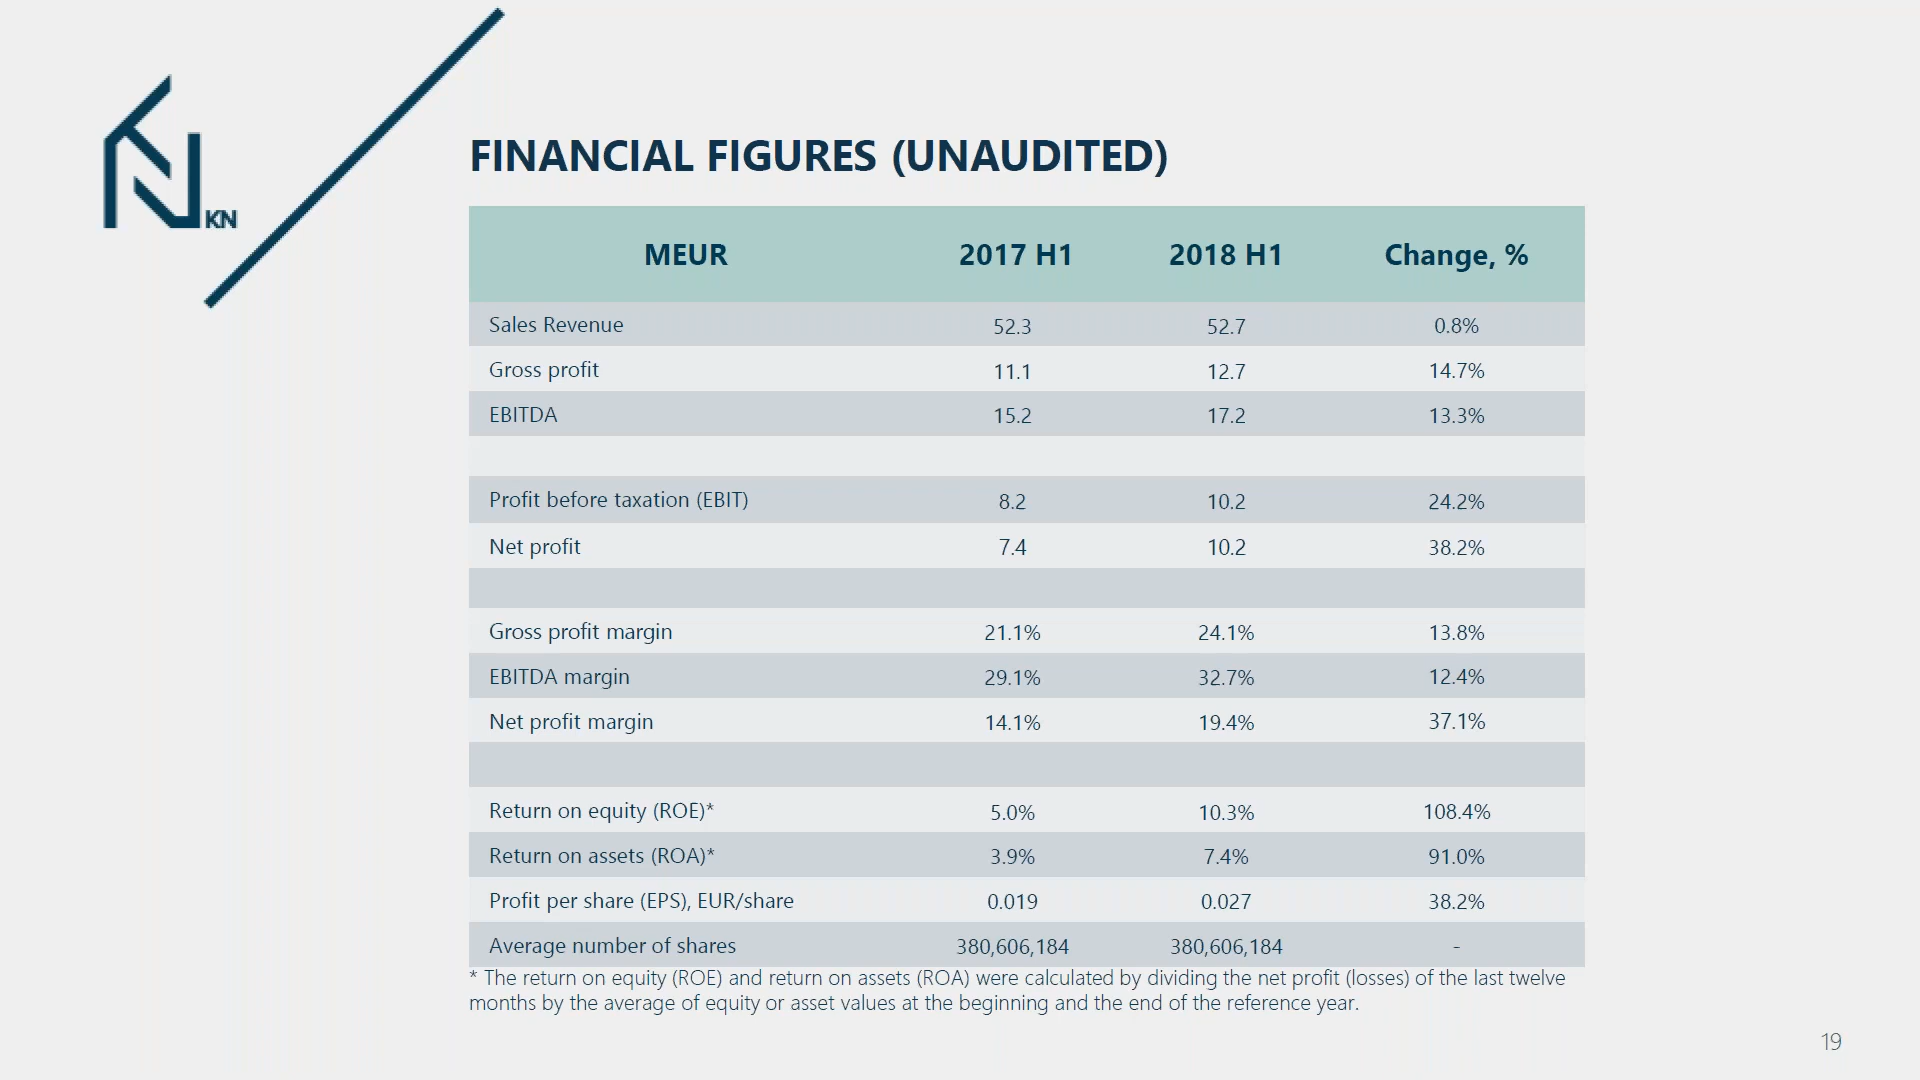 KN
FINANCIAL FIGURES (UNAUDITED)
MEUR 2017 H1 2018 H1 Change, %
Sales Revenue 52.3 52.7 0.8%
Gross profit 11.1 12.7 14.7%
EBITDA 15.2 17.2 13.3%
Profit before taxation (EBIT) 8.2 10.2 24.2%
Net profit 7.4 10.2 38.2%
Gross profit margin 21.1% 24.1% 13.8%
EBITDA margin 29.1% 32.7% 12.4%
Net profit margin 14.1% 19.4% 37.1%
Return on equity (ROE)* 5.0% 10.3% 108.4%
Return on assets (ROA)* 3.9% 7.4% 91.0%
Profit per share (EPS), EUR/share 0.019 0.027 38.2%
Average number of shares 380,606,184 380,606,184 -
* The return on equity (ROE) and return on assets (ROA) were calculated by dividing the net profit (losses) of the last twelve
months by the average of equity or asset values at the beginning and the end of the reference year.
19